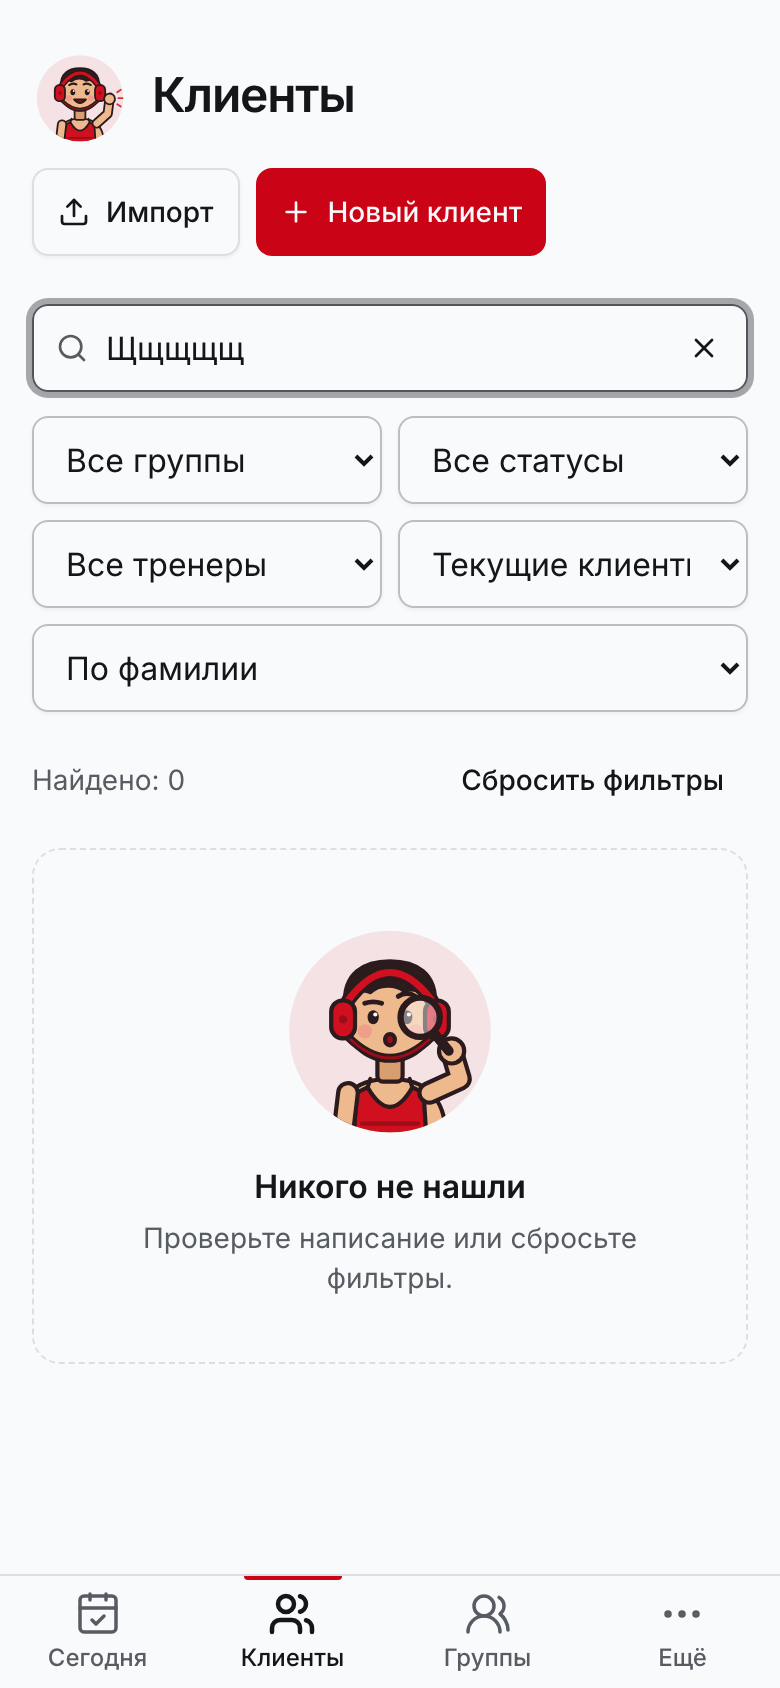 Клиенты
Импорт
Новый клиент
Щщщщщ
Все группы
Все статусы
Все тренеры
Текущие клиенты
По фамилии
Найдено: 0
Сбросить фильтры
Никого не нашли
Проверьте написание или сбросьте
фильтры.
Сегодня
Клиенты
Группы
Ещё